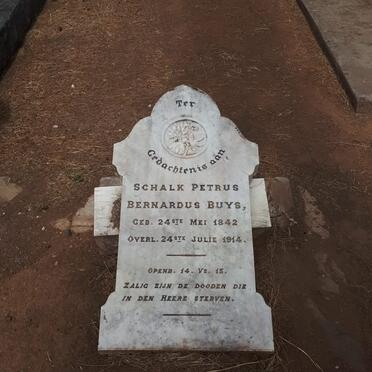 Ter
Gedachtenis aan
Schalk Petrus
Bernardus Buys,
Geb. 24ste Mei 1842
Overl. 24ste Julie 1914.
Openb. 14. Vs. 13.
Zalig zijn de dooden die
in den Heere sterven.